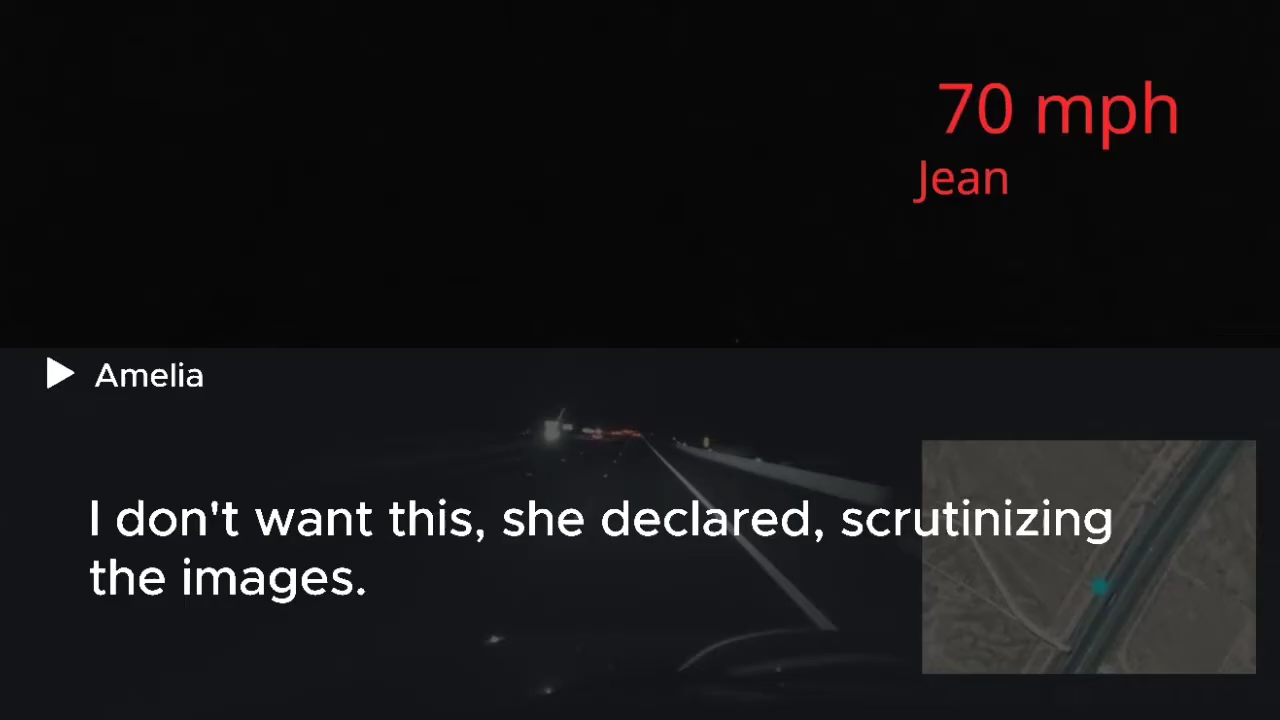 70 mph
Jean
Amelia
I don't want this, she declared, scrutinizing
the images.